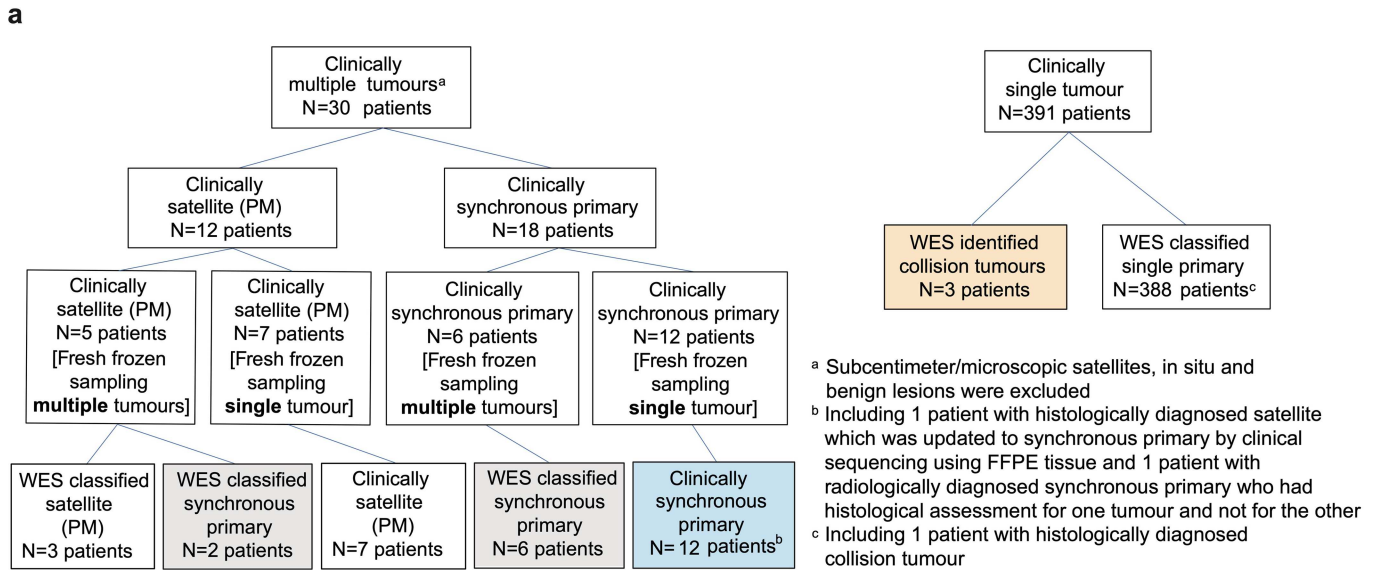 a
Clinically
multiple tumoursa
N=30 patients
Clinically
satellite (PM)
N=12 patients
Clinically
synchronous primary
N=18 patients
Clinically
satellite (PM)
N=5 patients
[Fresh frozen
sampling
multiple tumours]
Clinically
satellite (PM)
N=7 patients
[Fresh frozen
sampling
single tumour]
Clinically
synchronous primary
N=6 patients
[Fresh frozen
sampling
multiple tumours]
Clinically
synchronous primary
N=12 patients
[Fresh frozen
sampling
single tumour]
WES classified
satellite
(PM)
N=3 patients
WES classified
synchronous
primary
N=2 patients
Clinically
satellite
(PM)
N=7 patients
WES classified
synchronous
primary
N=6 patients
Clinically
synchronous
primary
N= 12 patientsb
Clinically
single tumour
N=391 patients
WES identified
collision tumours
N=3 patients
WES classified
single primary
N=388 patientsc
a Subcentimeter/microscopic satellites, in situ and
benign lesions were excluded
b Including 1 patient with histologically diagnosed satellite
which was updated to synchronous primary by clinical
sequencing using FFPE tissue and 1 patient with
radiologically diagnosed synchronous primary who had
histological assessment for one tumour and not for the other
c Including 1 patient with histologically diagnosed
collision tumour